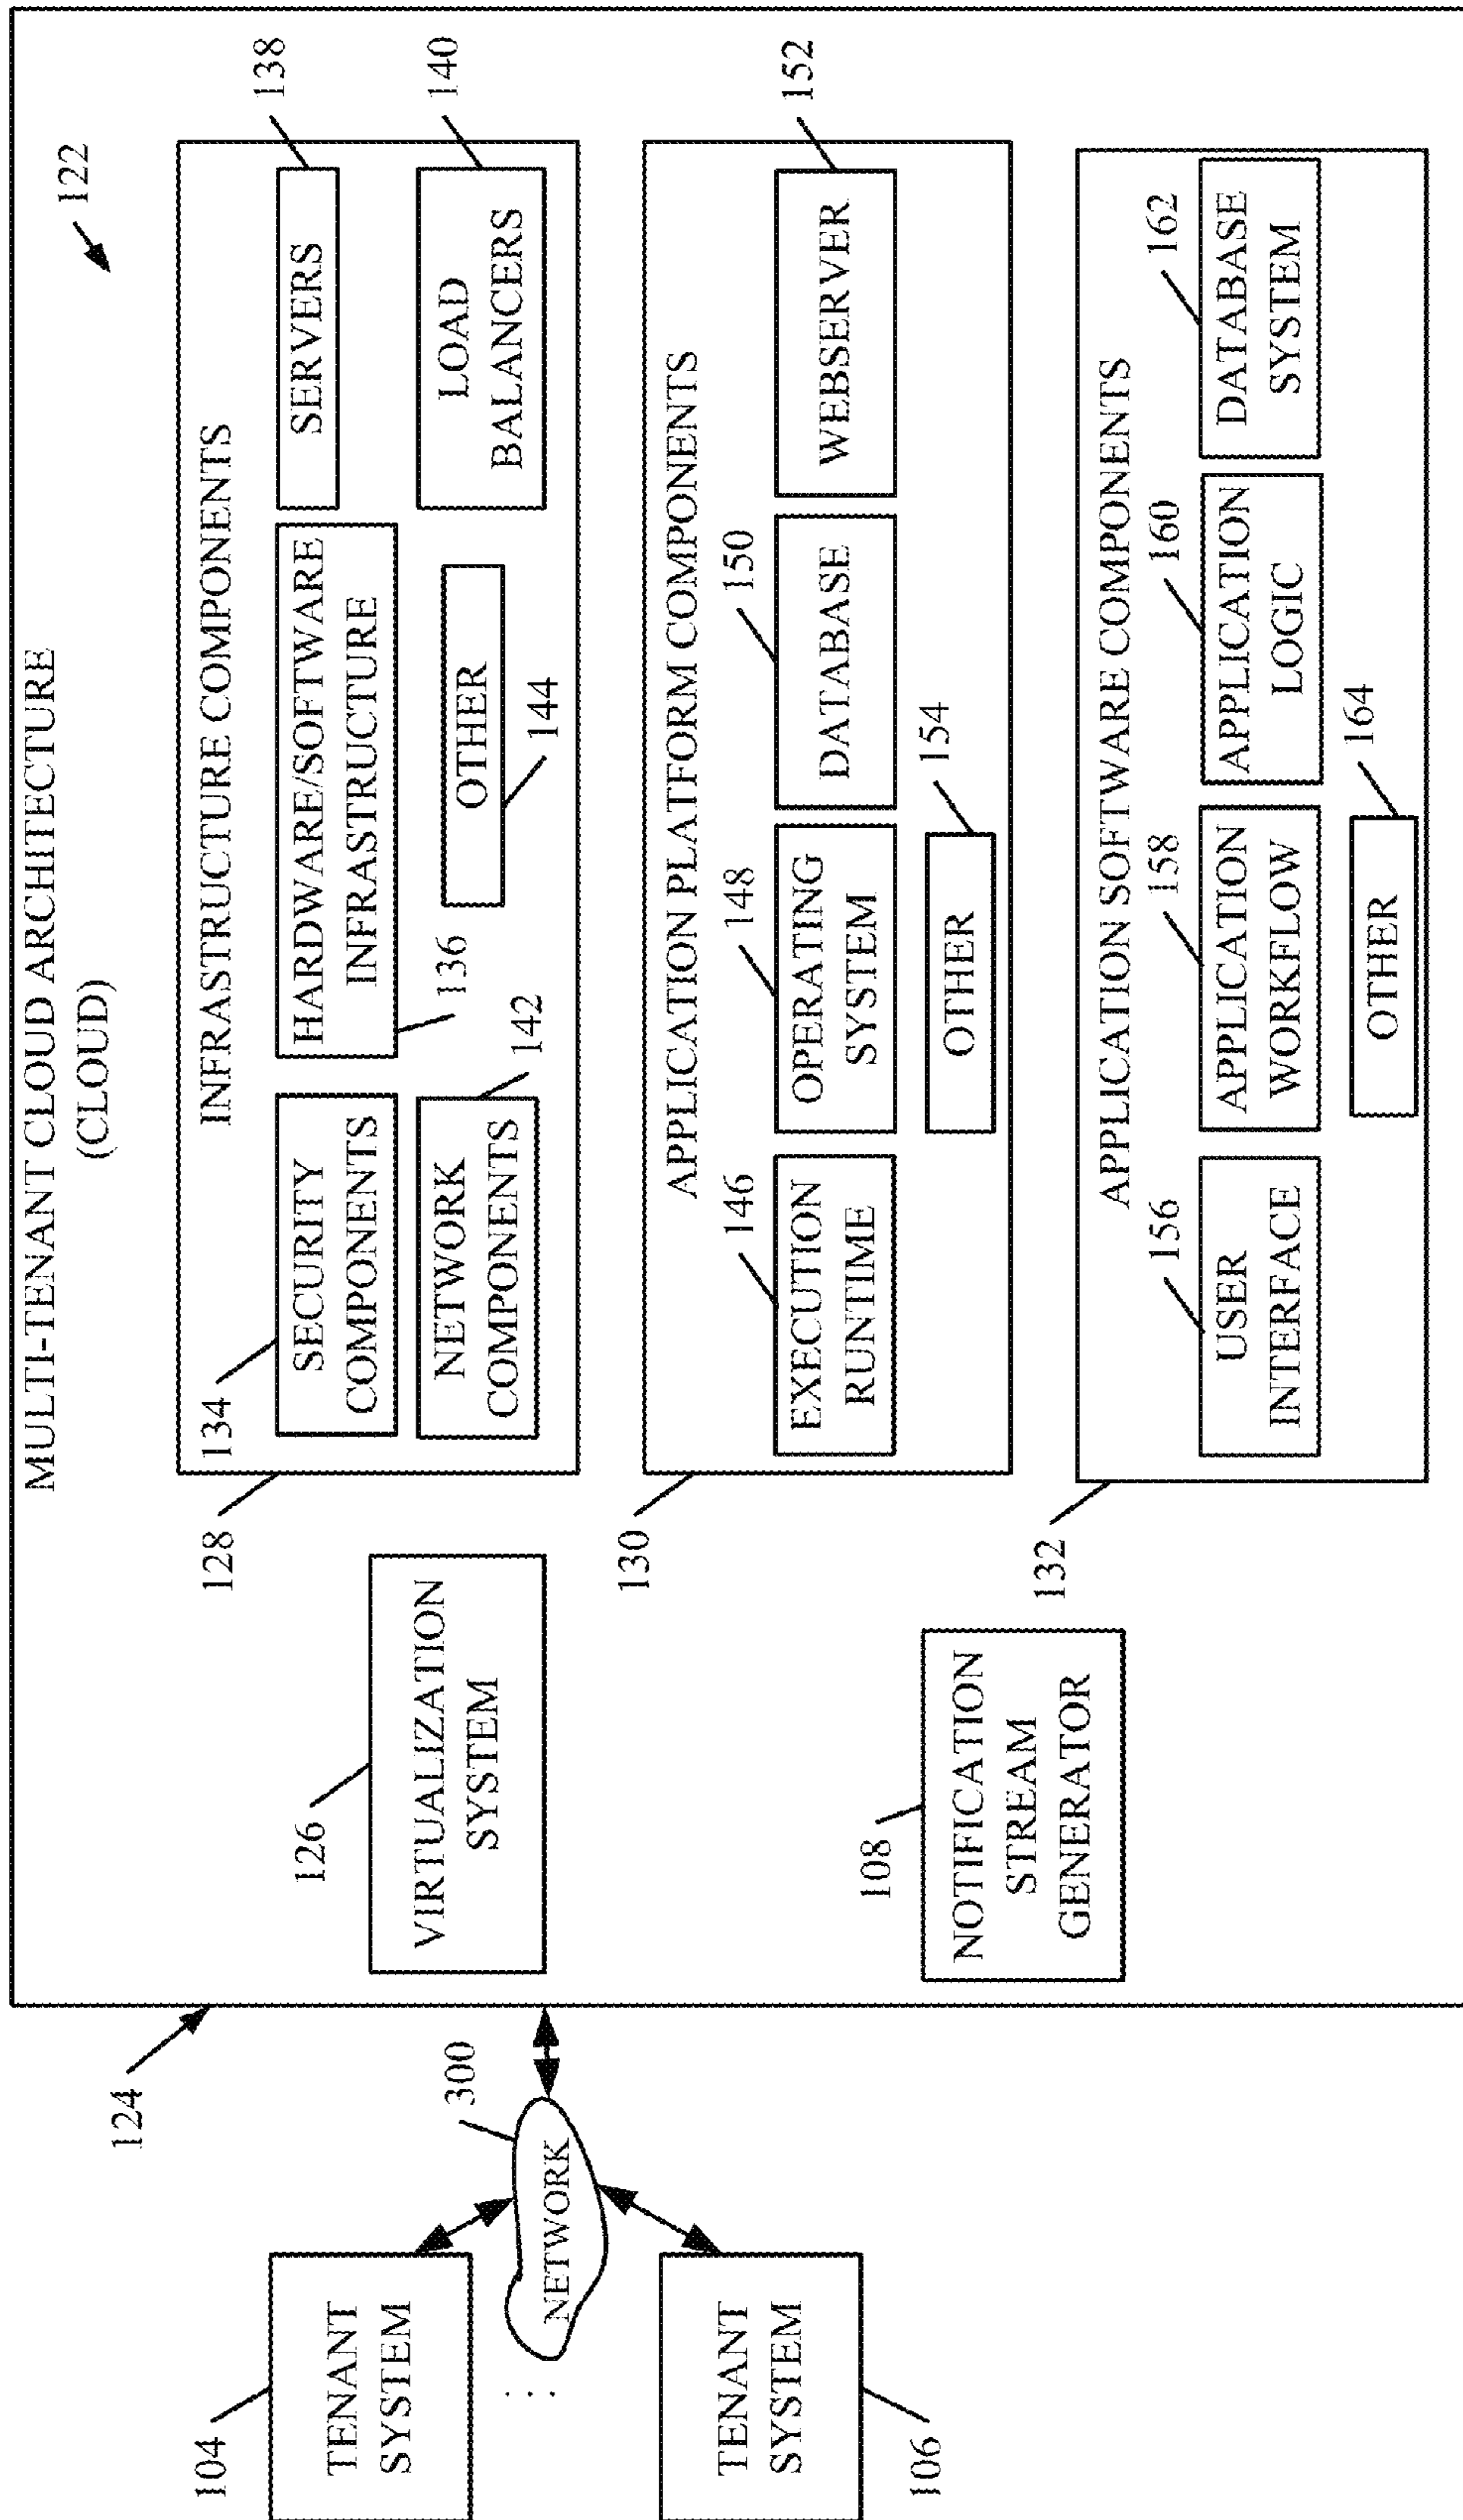 MULTI-TENANT CLOUD ARCHITECTURE
(CLOUD)
122
124
104
TENANT
SYSTEM
300
NETWORK
TENANT
SYSTEM
106
126
VIRTUALIZATION
SYSTEM
108
NOTIFICATION
STREAM
GENERATOR
128
INFRASTRUCTURE COMPONENTS
134
SECURITY
COMPONENTS
HARDWARE/SOFTWARE
INFRASTRUCTURE
136
SERVERS
138
NETWORK
COMPONENTS
142
OTHER
144
LOAD
BALANCERS
140
130
APPLICATION PLATFORM COMPONENTS
146
EXECUTION
RUNTIME
148
OPERATING
SYSTEM
150
DATABASE
WEBSERVER
152
OTHER
154
132
APPLICATION SOFTWARE COMPONENTS
156
USER
INTERFACE
158
APPLICATION
WORKFLOW
160
APPLICATION
LOGIC
162
DATABASE
SYSTEM
OTHER
164